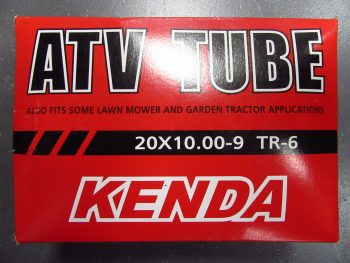 ATV TUBE
ALSO FITS SOME LAWN MOWER AND GARDEN TRACTOR APPLICATIONS
20X10.00-9 TR-6
KENDA